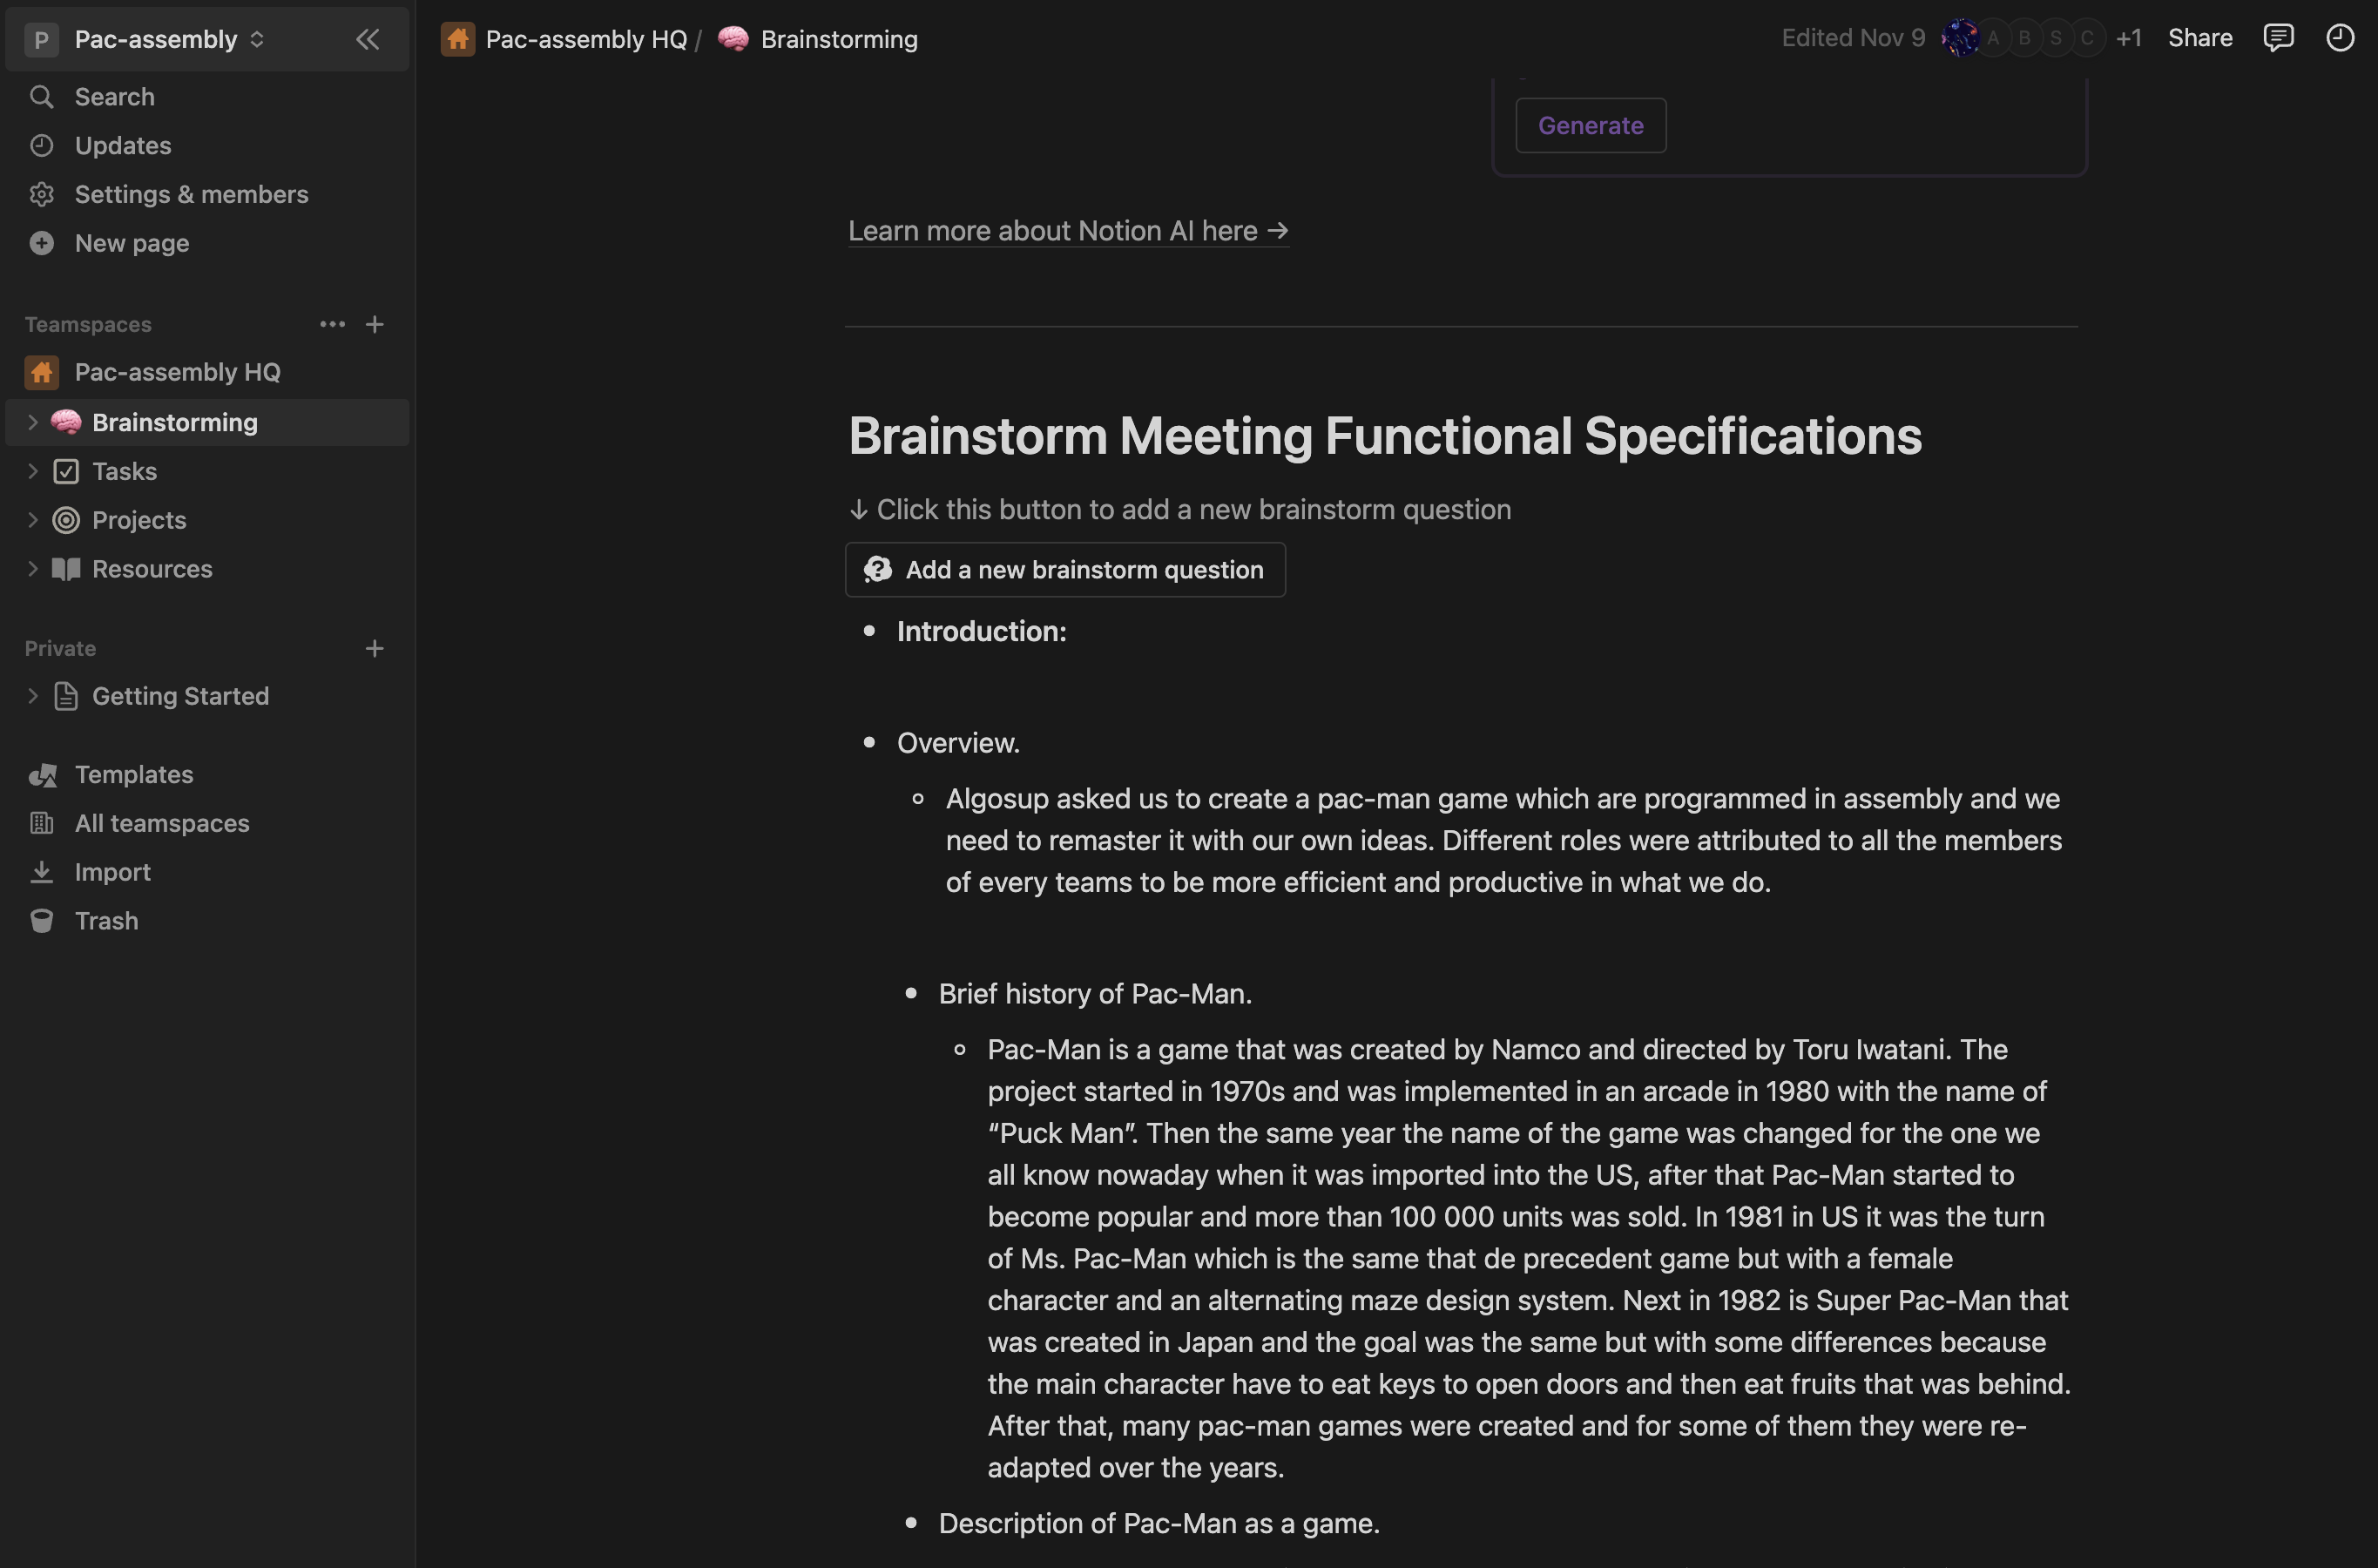 P Pac-assembly
Search
Updates
Settings & members
New page
Teamspaces
Pac-assembly HQ
Brainstorming
Tasks
Projects
Resources
Private
Getting Started
Templates
All teamspaces
Import
Trash
Pac-assembly HQ / Brainstorming
Edited Nov 9 A B S C +1 Share
Generate
Learn more about Notion AI here →
Brainstorm Meeting Functional Specifications
↓ Click this button to add a new brainstorm question
Add a new brainstorm question
• Introduction:
• Overview.
◦ Algosup asked us to create a pac-man game which are programmed in assembly and we
need to remaster it with our own ideas. Different roles were attributed to all the members
of every teams to be more efficient and productive in what we do.
• Brief history of Pac-Man.
◦ Pac-Man is a game that was created by Namco and directed by Toru Iwatani. The
project started in 1970s and was implemented in an arcade in 1980 with the name of
“Puck Man”. Then the same year the name of the game was changed for the one we
all know nowaday when it was imported into the US, after that Pac-Man started to
become popular and more than 100 000 units was sold. In 1981 in US it was the turn
of Ms. Pac-Man which is the same that de precedent game but with a female
character and an alternating maze design system. Next in 1982 is Super Pac-Man that
was created in Japan and the goal was the same but with some differences because
the main character have to eat keys to open doors and then eat fruits that was behind.
After that, many pac-man games were created and for some of them they were re-
adapted over the years.
• Description of Pac-Man as a game.